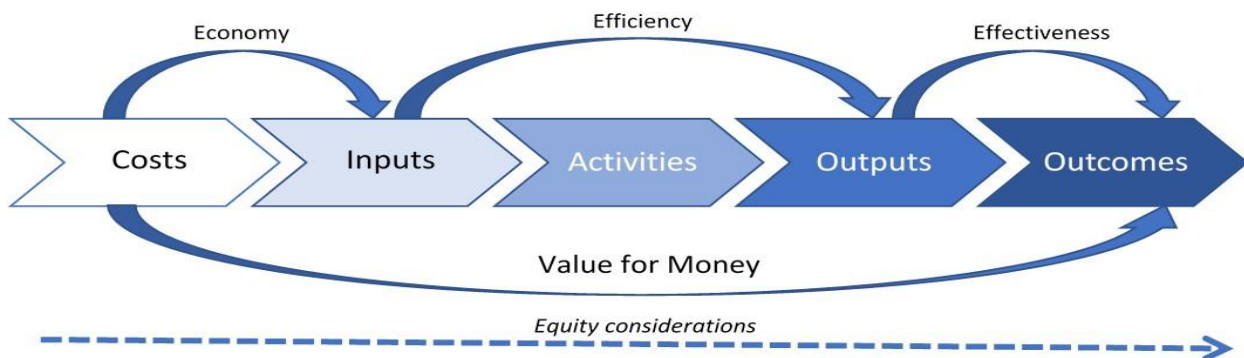 Economy
Efficiency
Effectiveness
Costs
Inputs
Activities
Outputs
Outcomes
Value for Money
Equity considerations